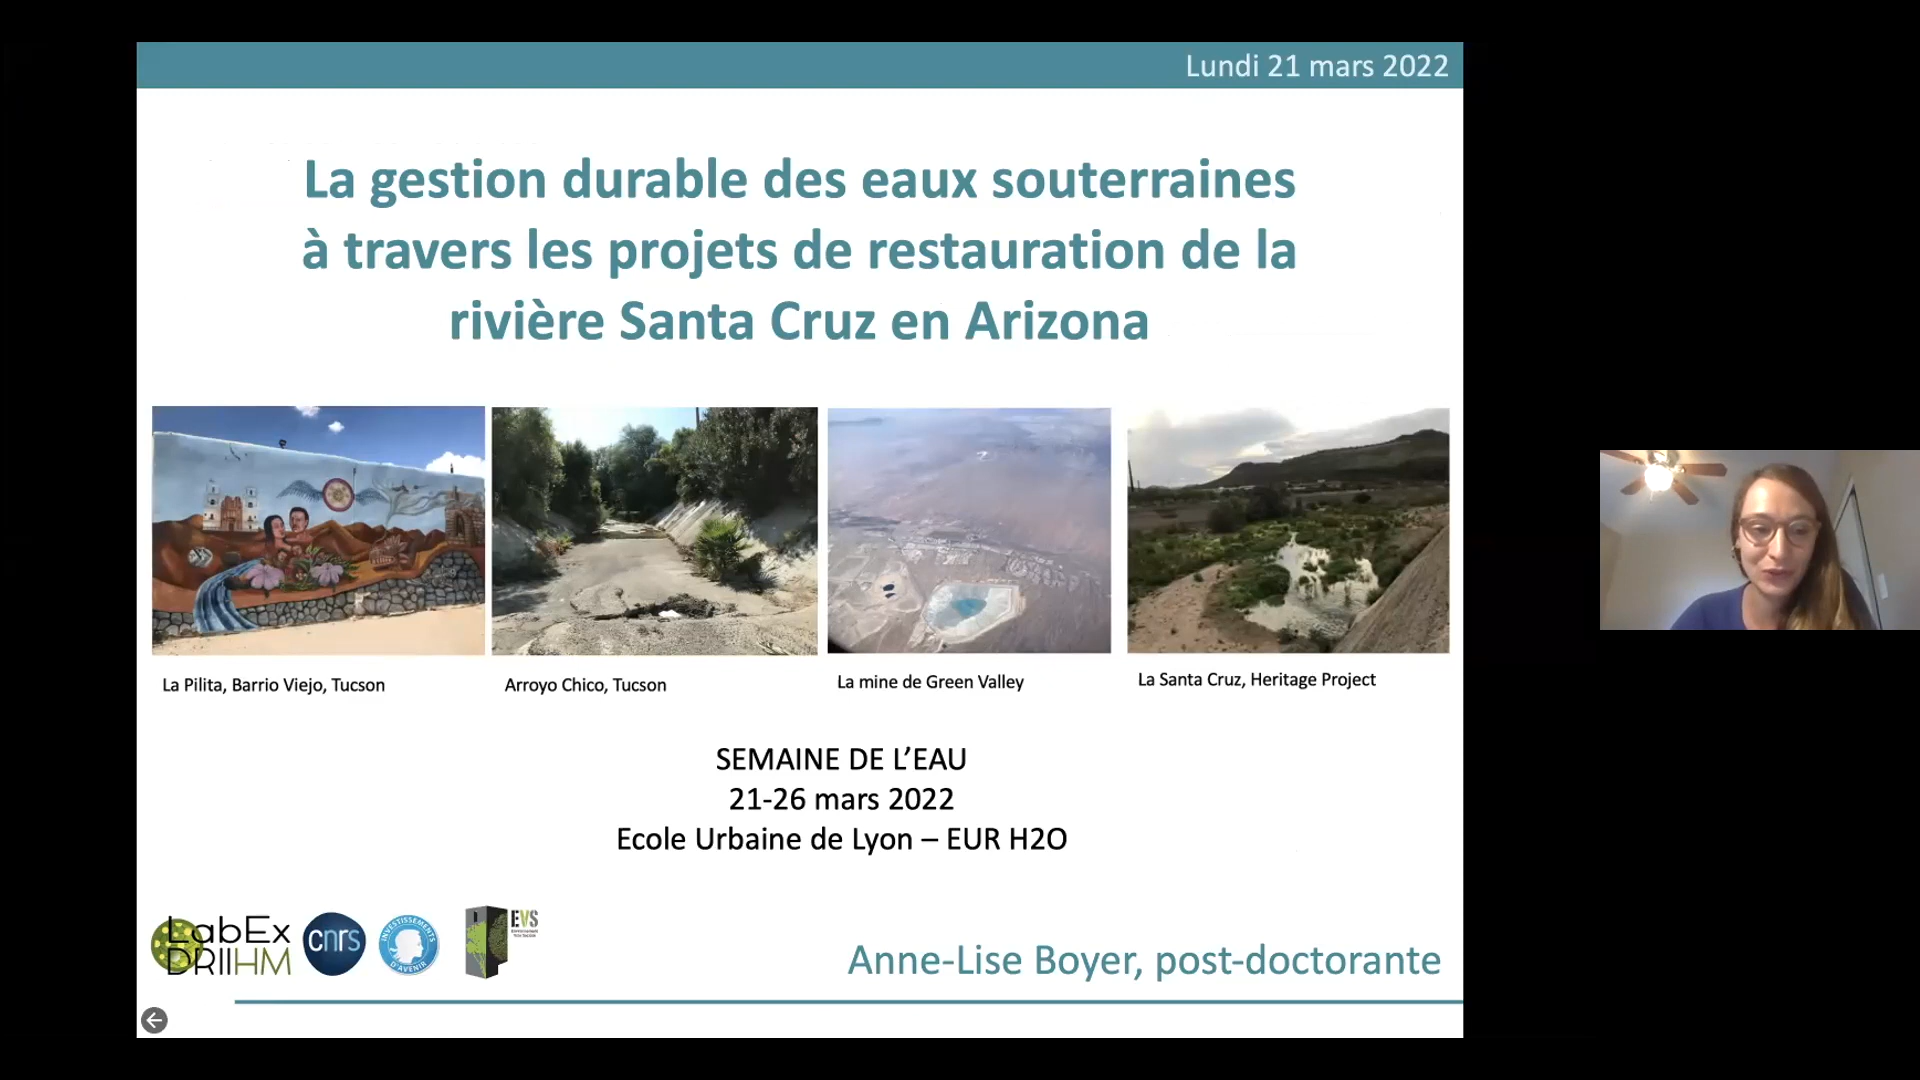 Lundi 21 mars 2022
La gestion durable des eaux souterraines
à travers les projets de restauration de la
rivière Santa Cruz en Arizona
La Pilita, Barrio Viejo, Tucson
Arroyo Chico, Tucson
La mine de Green Valley
La Santa Cruz, Heritage Project
SEMAINE DE L’EAU
21-26 mars 2022
Ecole Urbaine de Lyon – EUR H2O
LabEx
DRIIHM
cnrs
INVESTISSEMENTS
D'AVENIR
EVS
Anne-Lise Boyer, post-doctorante